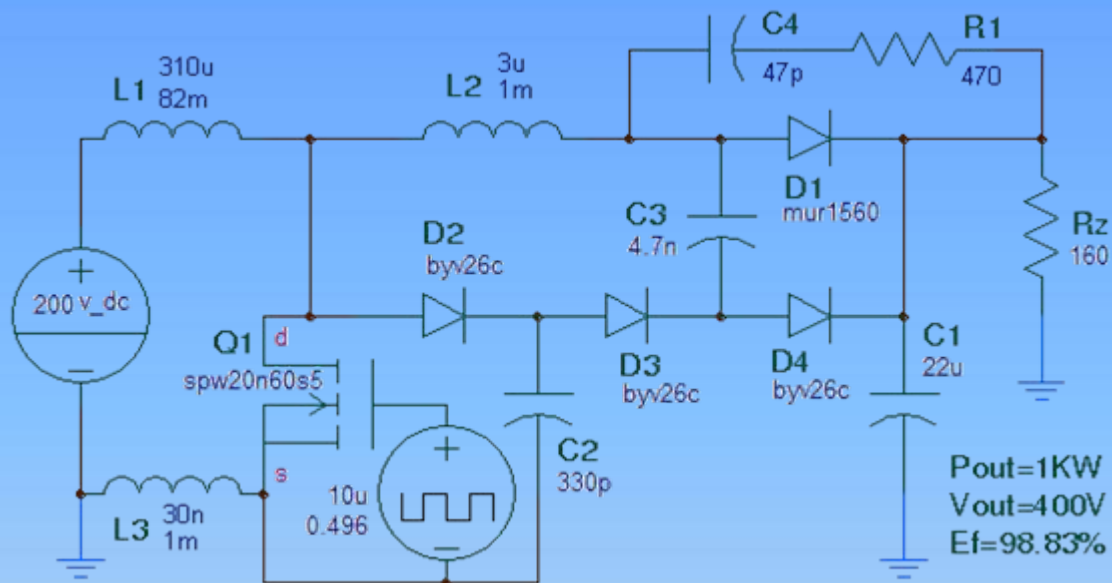 C4
47p
R1
470
310u
L1
82m
3u
L2
1m
D1
mur1560
C3
4.7n
Rz
160
D2
byv26c
200 v_dc
Q1
d
spw20n60s5
s
D3
byv26c
D4
byv26c
C1
22u
C2
330p
10u
0.496
L3
30n
1m
Pout=1KW
Vout=400V
Ef=98.83%